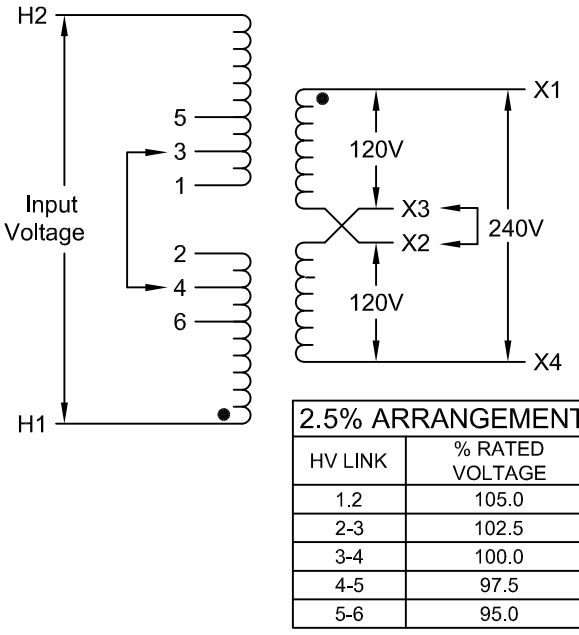 H2
5
3
1
Input
Voltage
2
4
6
H1
X1
120V
X3
X2
240V
120V
X4
2.5% ARRANGEMENT
HV LINK
% RATED
VOLTAGE
1.2
105.0
2-3
102.5
3-4
100.0
4-5
97.5
5-6
95.0